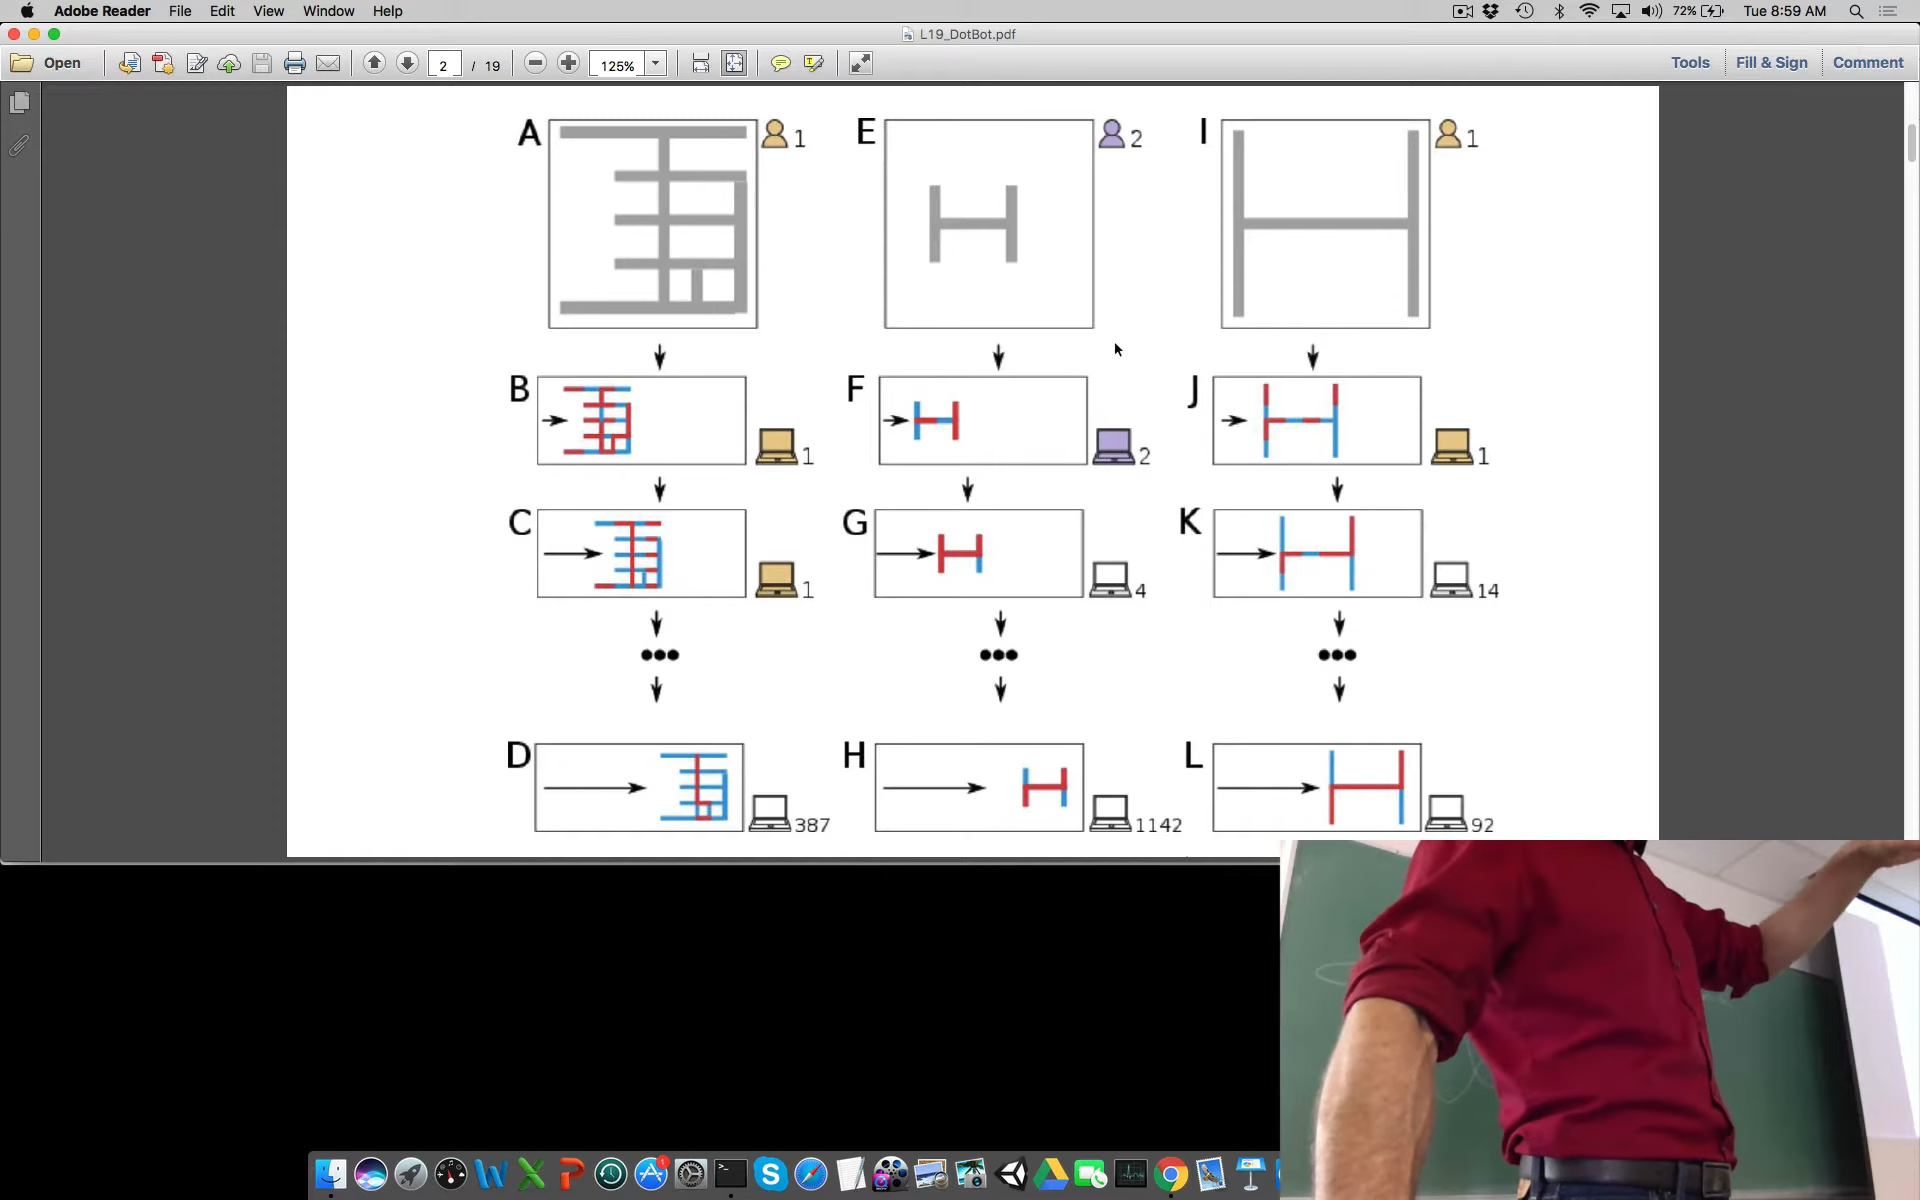 Adobe Reader File Edit View Window Help 72% Tue 8:59 AM
L19_DotBot.pdf
Open 2 / 19 125% Tools Fill & Sign Comment
A 1 E 2 I 1
B 1 F 2 J 1
C 1 G 4 K 14
D 387 H 1142 L 92